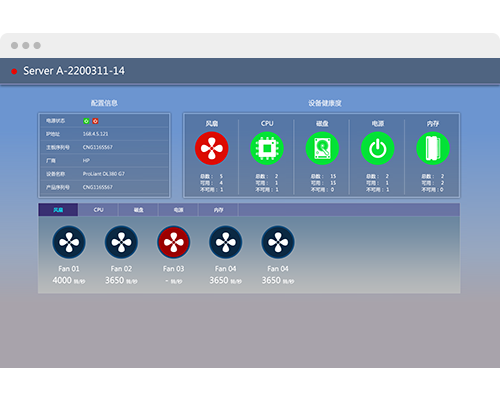 Server A-2200311-14
配置信息
设备健康度
电源状态
IP地址 168.4.5.121
主板序列号 CNG1165567
厂商 HP
设备名称 ProLiant DL380 G7
产品序列号 CNG1165567
风扇 CPU 磁盘 电源 内存
总数： 5 总数： 2 总数： 15 总数： 2 总数： 2
可用： 4 可用： 1 可用： 15 可用： 2 可用： 2
不可用： 1 不可用： 1 不可用： 0 不可用： 1 不可用： 0
风扇 CPU 磁盘 电源 内存
Fan 01 Fan 02 Fan 03 Fan 04 Fan 04
4000 转/秒 3650 转/秒 - 转/秒 3650 转/秒 3650 转/秒